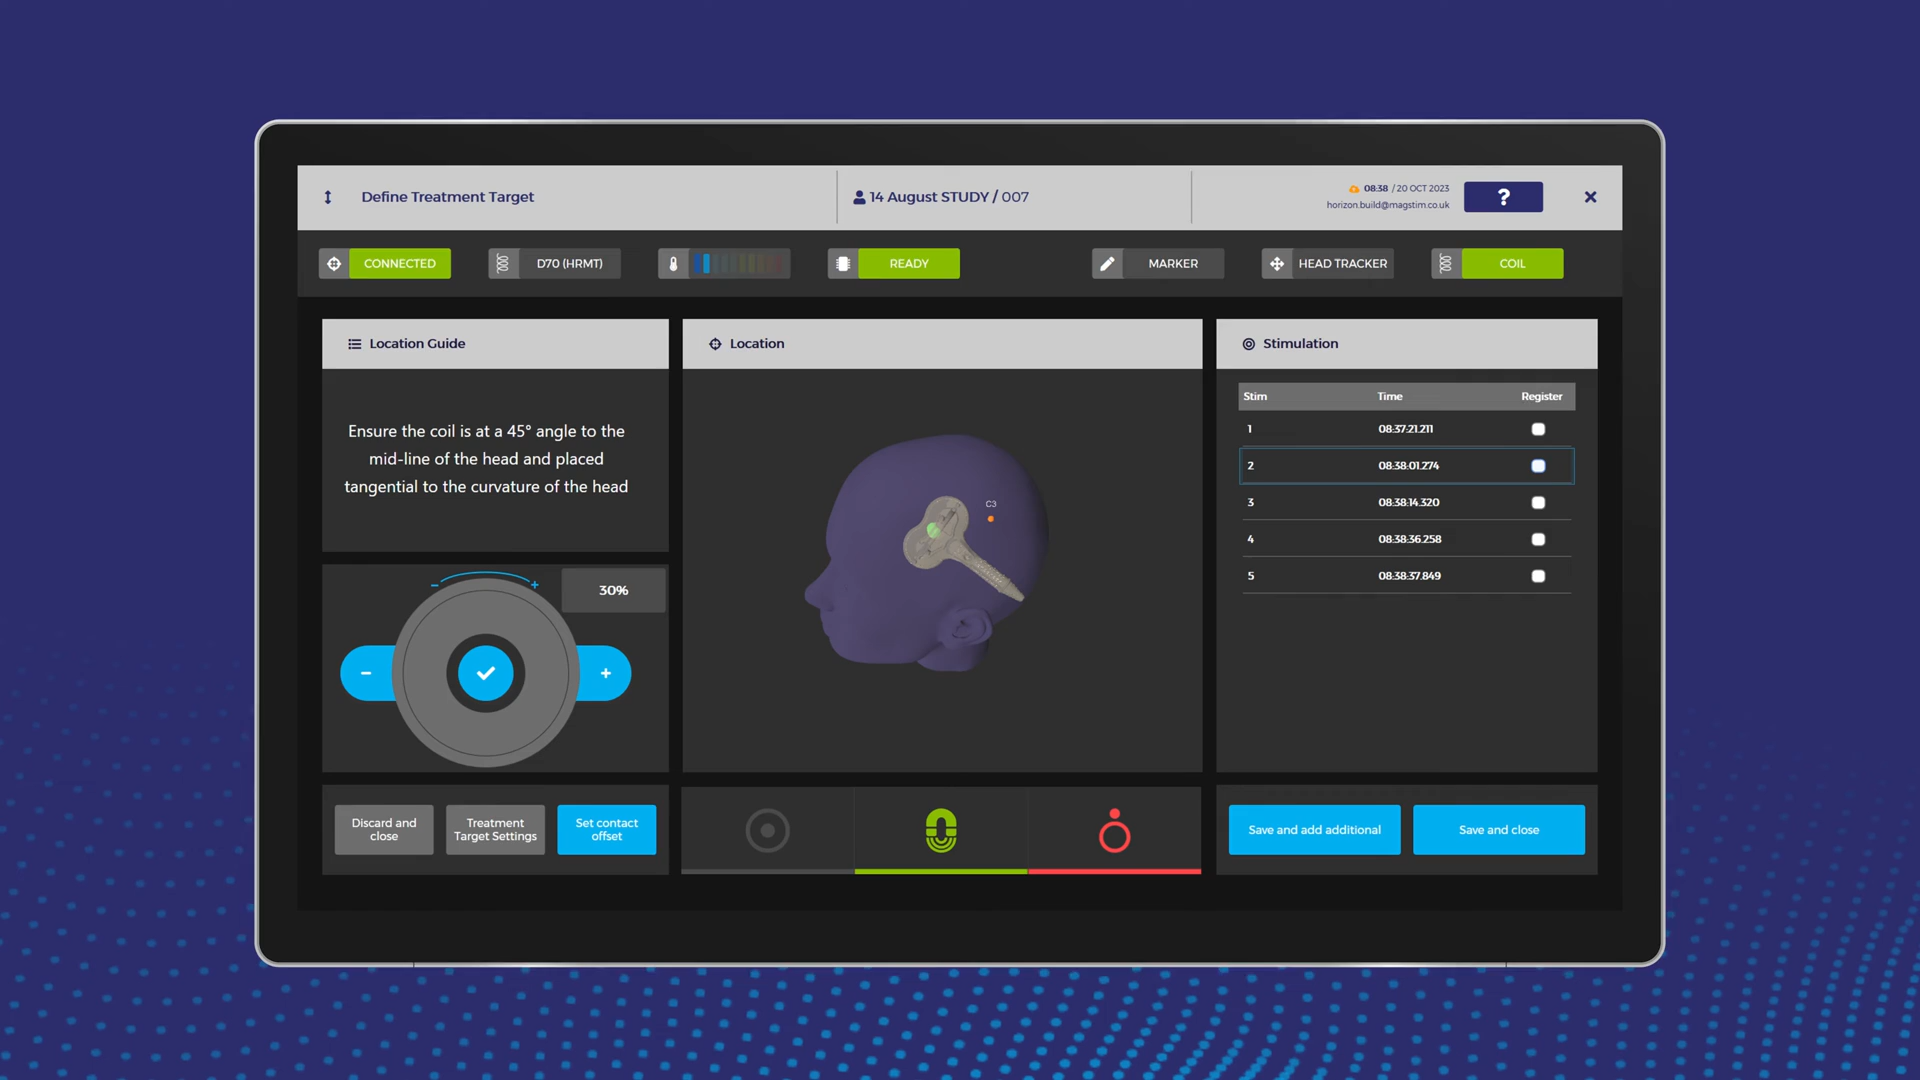 Define Treatment Target
14 August STUDY / 007
08:38 / 20 OCT 2023
horizon.build@magstim.co.uk
?
CONNECTED
D70 (HRMT)
READY
MARKER
HEAD TRACKER
COIL
Location Guide
Ensure the coil is at a 45° angle to the
mid-line of the head and placed
tangential to the curvature of the head
30%
Discard and
close
Treatment
Target Settings
Set contact
offset
Location
C3
Stimulation
Stim Time Register
1 08:37:21.211
2 08:38:01.274
3 08:38:14.320
4 08:38:36.258
5 08:38:37.849
Save and add additional
Save and close